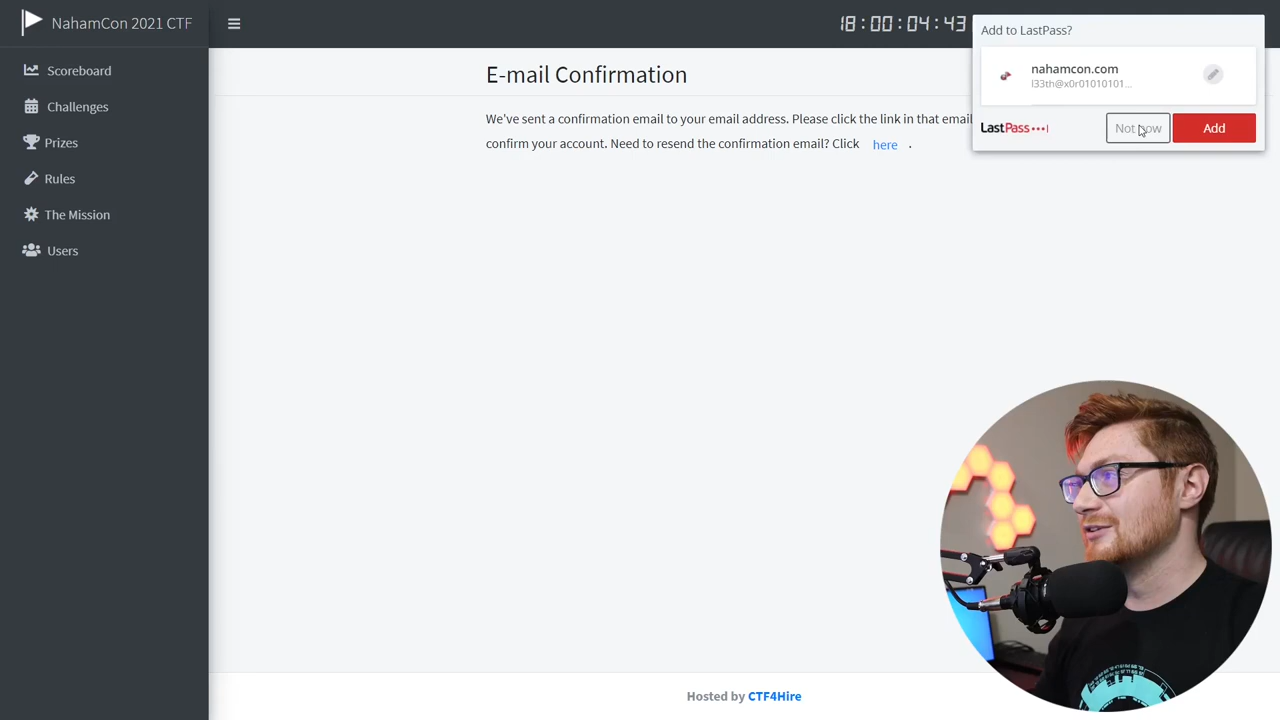 NahamCon 2021 CTF
18:00:04:43
Scoreboard
Challenges
Prizes
Rules
The Mission
Users
E-mail Confirmation
We've sent a confirmation email to your email address. Please click the link in that email
confirm your account. Need to resend the confirmation email? Click here .
Add to LastPass?
nahamcon.com
l33th@x0r01010101...
LastPass
Not now
Add
Hosted by CTF4Hire